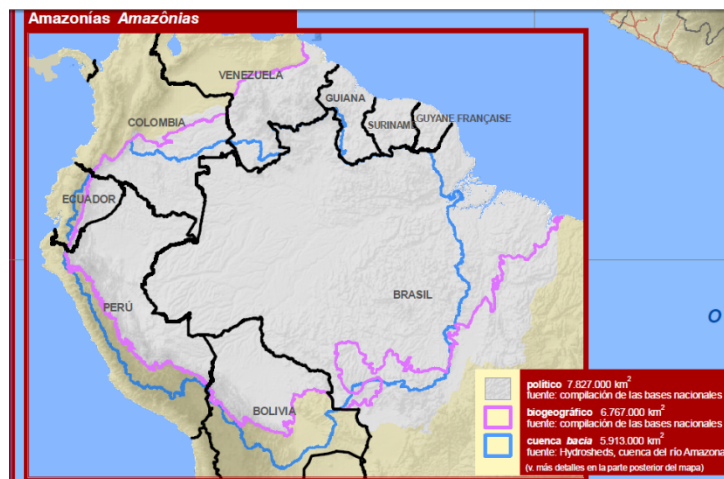 Amazonías Amazônias
VENEZUELA
GUIANA
COLOMBIA
SURINAME
GUYANE FRANÇAISE
ECUADOR
BRASIL
PERÚ
O
BOLIVIA
político 7.827.000 km²
fuente: compilación de las bases nacionales
biogeográfico 6.767.000 km²
fuente: compilación de las bases nacionales
cuenca bacia 5.913.000 km²
fuente: Hydrosheds, cuenca del río Amazona
(v. más detalles en la parte posterior del mapa)